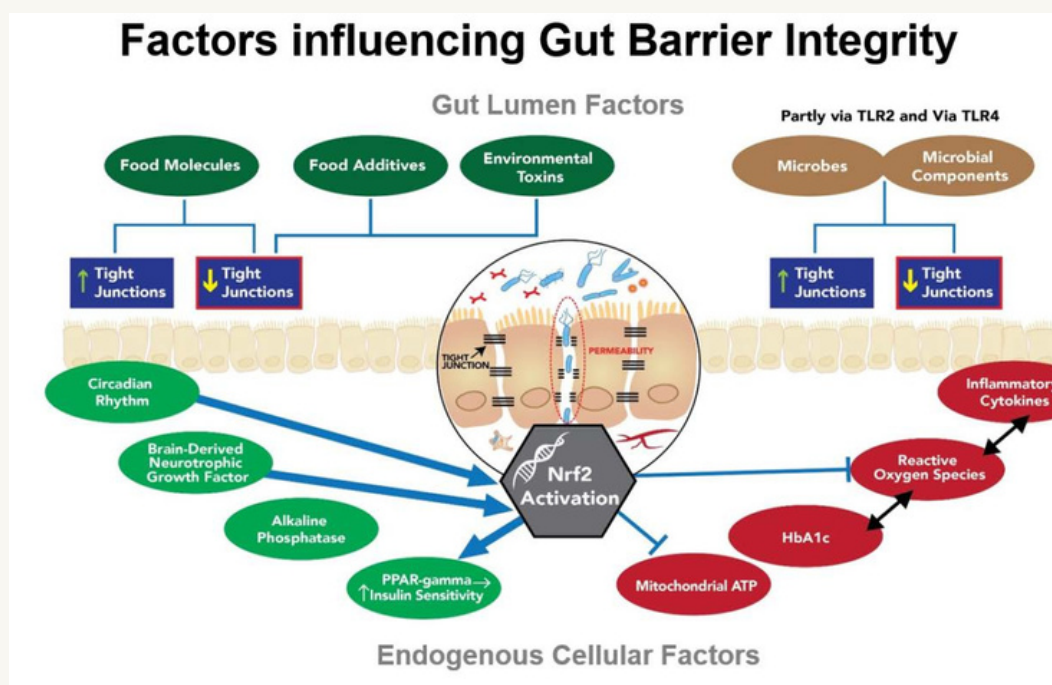 Factors influencing Gut Barrier Integrity
Gut Lumen Factors
Partly via TLR2 and Via TLR4
Food Molecules
Food Additives
Environmental
Toxins
Microbes
Microbial
Components
↑ Tight
Junctions
↓ Tight
Junctions
↑ Tight
Junctions
↓ Tight
Junctions
TIGHT
JUNCTION
PERMEABILITY
Circadian
Rhythm
Inflammatory
Cytokines
Brain-Derived
Neurotrophic
Growth Factor
Nrf2
Activation
Reactive
Oxygen Species
Alkaline
Phosphatase
HbA1c
PPAR-gamma →
↑ Insulin Sensitivity
Mitochondrial ATP
Endogenous Cellular Factors